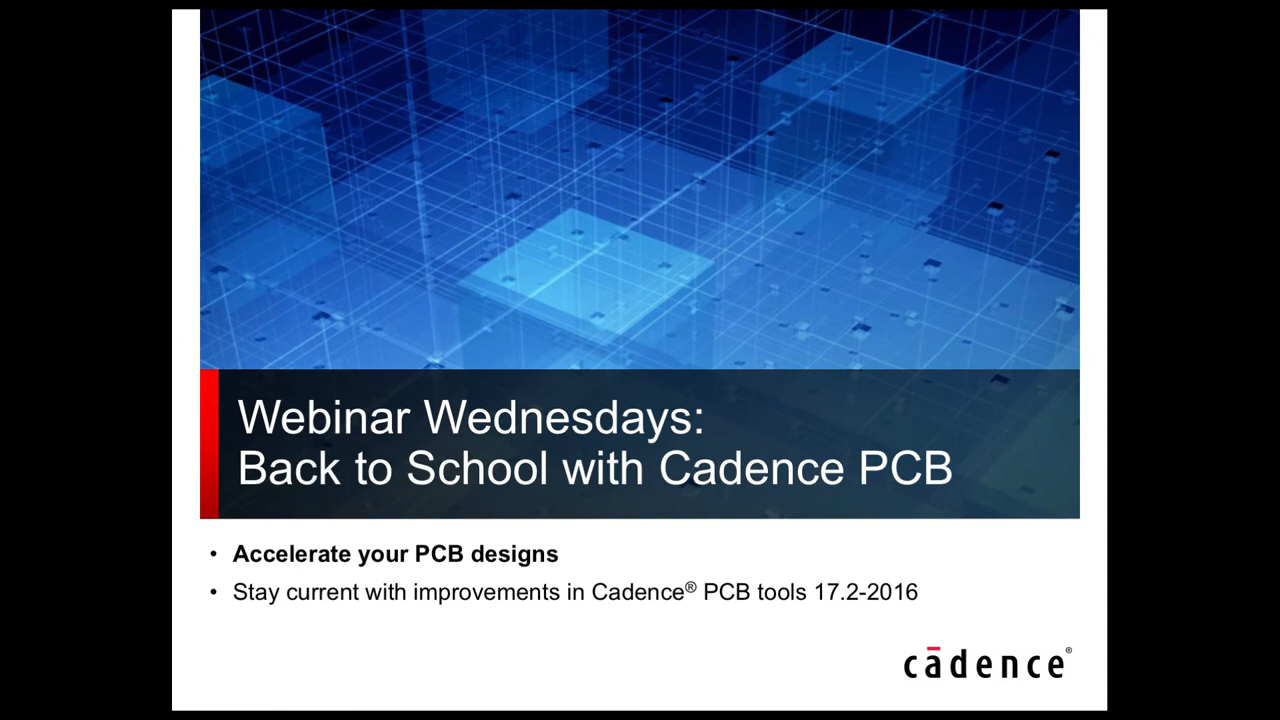 Webinar Wednesdays:
Back to School with Cadence PCB
• Accelerate your PCB designs
• Stay current with improvements in Cadence® PCB tools 17.2-2016
cādence®